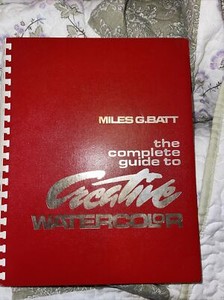 MILES G.BATT
the
complete
guide to
Creative
WATERCOLOR